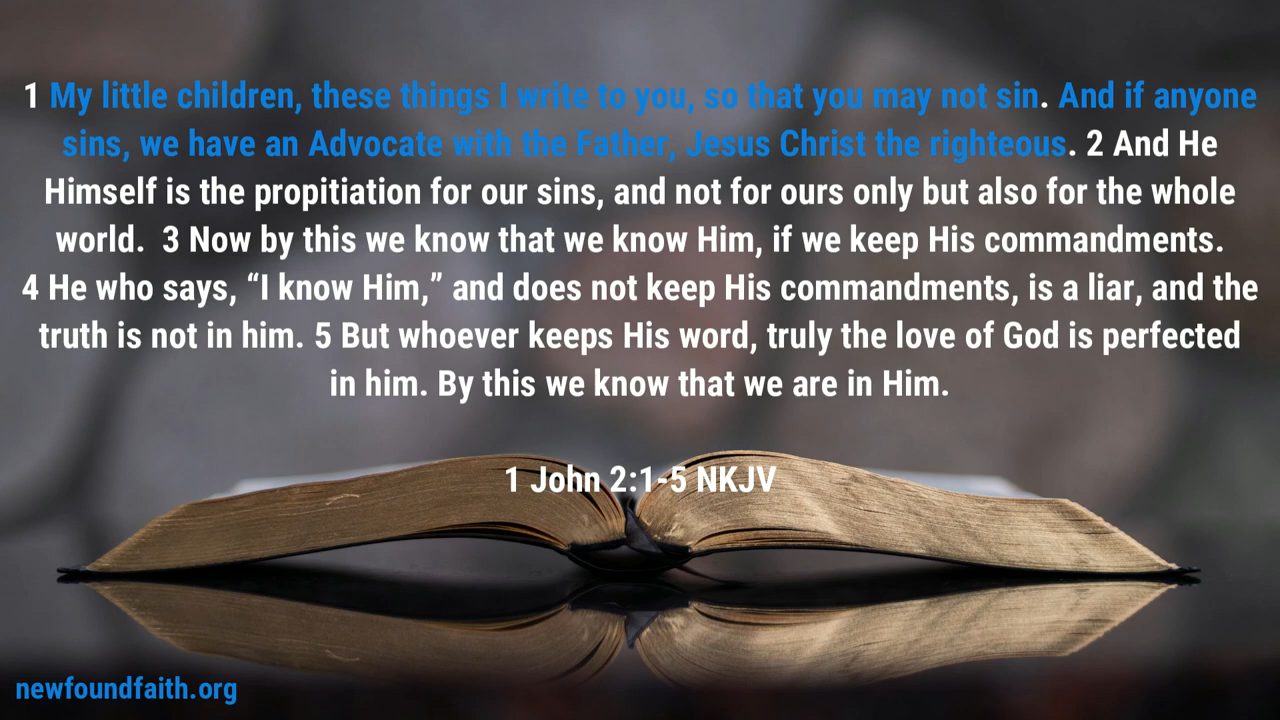 1 My little children, these things I write to you, so that you may not sin. And if anyone
sins, we have an Advocate with the Father, Jesus Christ the righteous. 2 And He
Himself is the propitiation for our sins, and not for ours only but also for the whole
world.  3 Now by this we know that we know Him, if we keep His commandments.
4 He who says, “I know Him,” and does not keep His commandments, is a liar, and the
truth is not in him. 5 But whoever keeps His word, truly the love of God is perfected
in him. By this we know that we are in Him.
1 John 2:1-5 NKJV
newfoundfaith.org